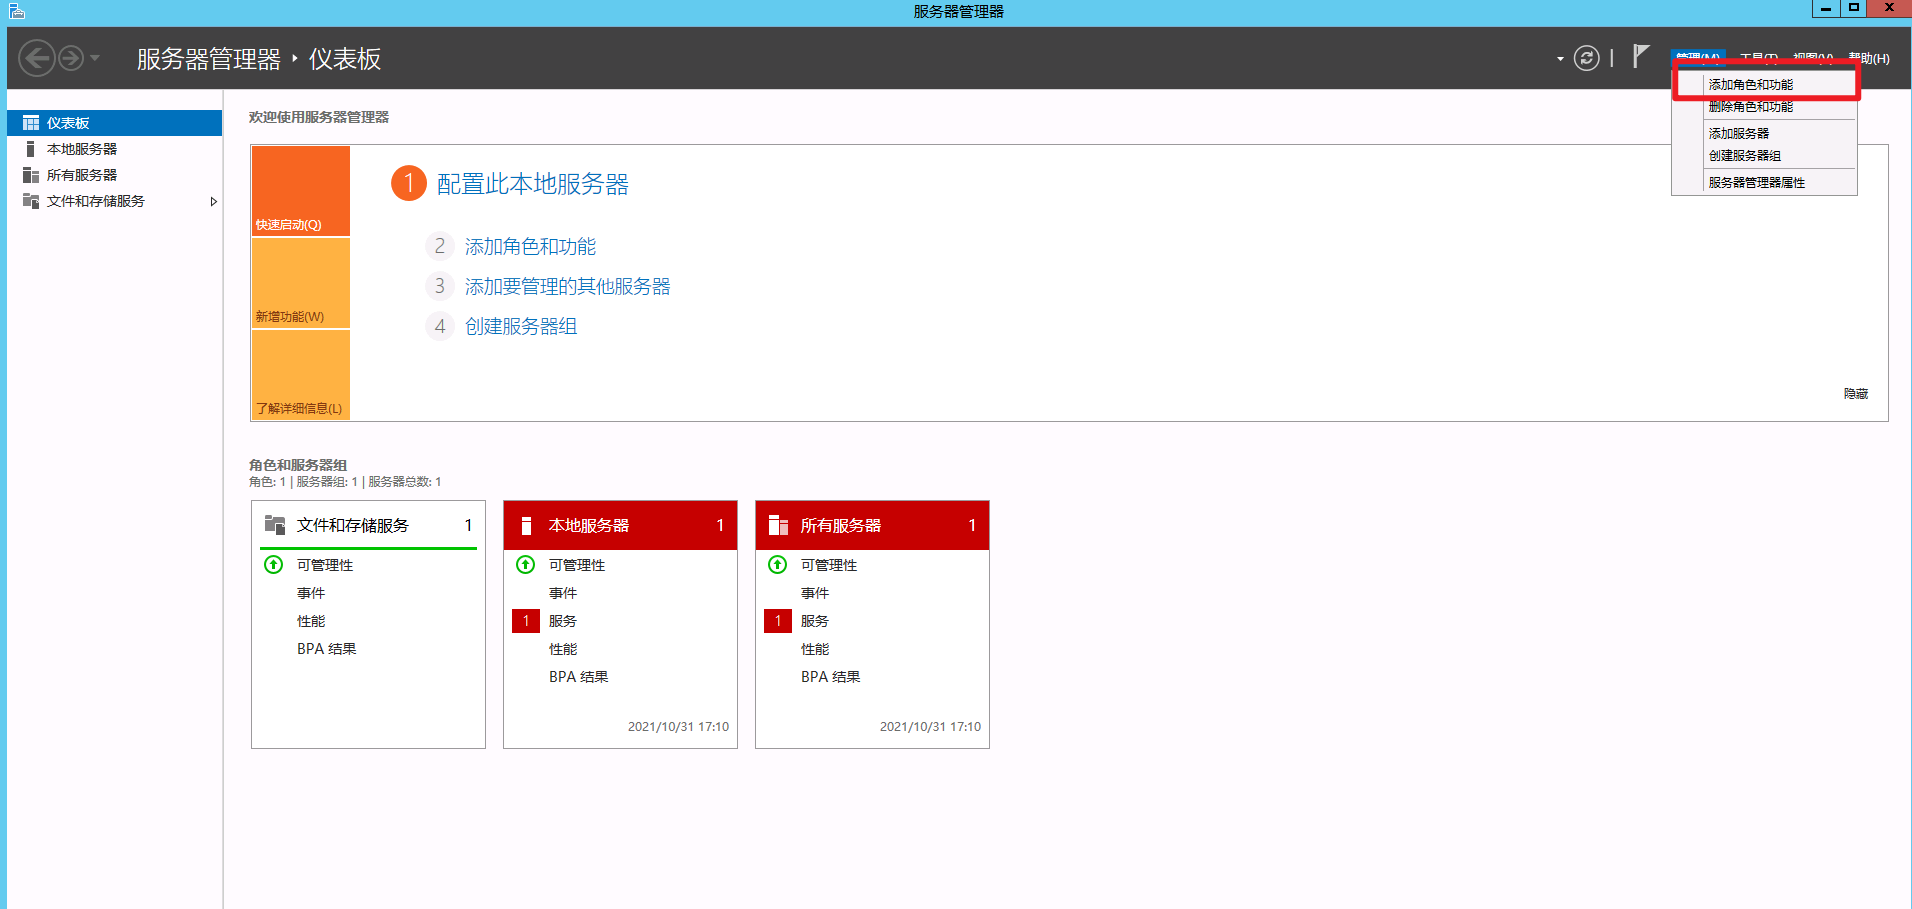 服务器管理器
服务器管理器 ‣ 仪表板
管理(M) 工具(T) 视图(V) 帮助(H)
添加角色和功能
删除角色和功能
添加服务器
创建服务器组
服务器管理器属性
仪表板
本地服务器
所有服务器
文件和存储服务
欢迎使用服务器管理器
快速启动(Q)
新增功能(W)
了解详细信息(L)
1 配置此本地服务器
2 添加角色和功能
3 添加要管理的其他服务器
4 创建服务器组
隐藏
角色和服务器组
角色: 1 | 服务器组: 1 | 服务器总数: 1
文件和存储服务 1
可管理性
事件
性能
BPA 结果
本地服务器 1
可管理性
事件
1 服务
性能
BPA 结果
2021/10/31 17:10
所有服务器 1
可管理性
事件
1 服务
性能
BPA 结果
2021/10/31 17:10